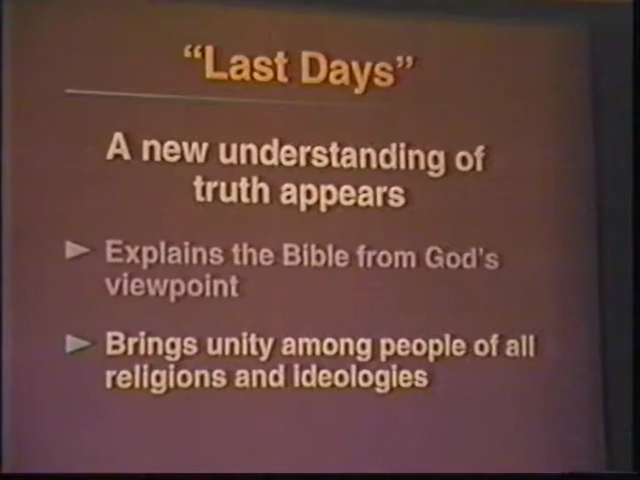 “Last Days”
A new understanding of
truth appears
Explains the Bible from God’s
viewpoint
Brings unity among people of all
religions and ideologies